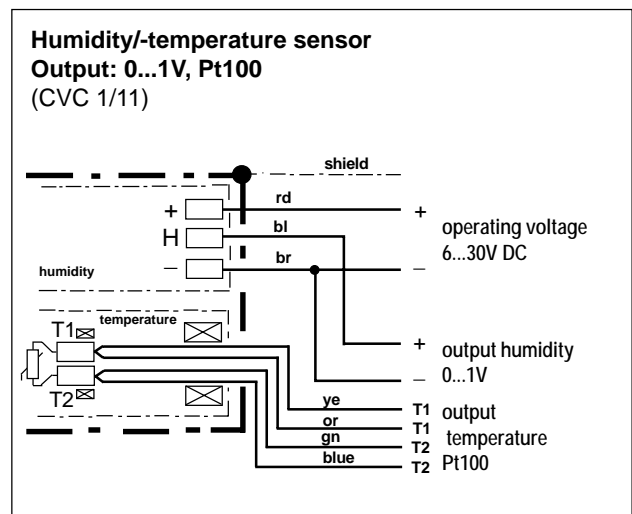 Humidity/-temperature sensor
Output: 0...1V, Pt100
(CVC 1/11)
shield
rd
+
+
operating voltage
6...30V DC
bl
H
br
–
–
humidity
temperature
T1
T2
+
output humidity
0...1V
–
ye
T1
output
or
T1
gn
T2
temperature
blue
T2
Pt100